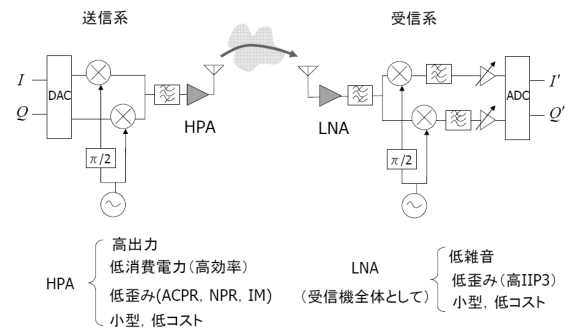 送信系
受信系
I
Q
DAC
π/2
HPA
LNA
π/2
ADC
I′
Q′
HPA
高出力
低消費電力（高効率）
低歪み(ACPR, NPR, IM)
小型, 低コスト
LNA
（受信機全体として）
低雑音
低歪み（高IIP3）
小型, 低コスト